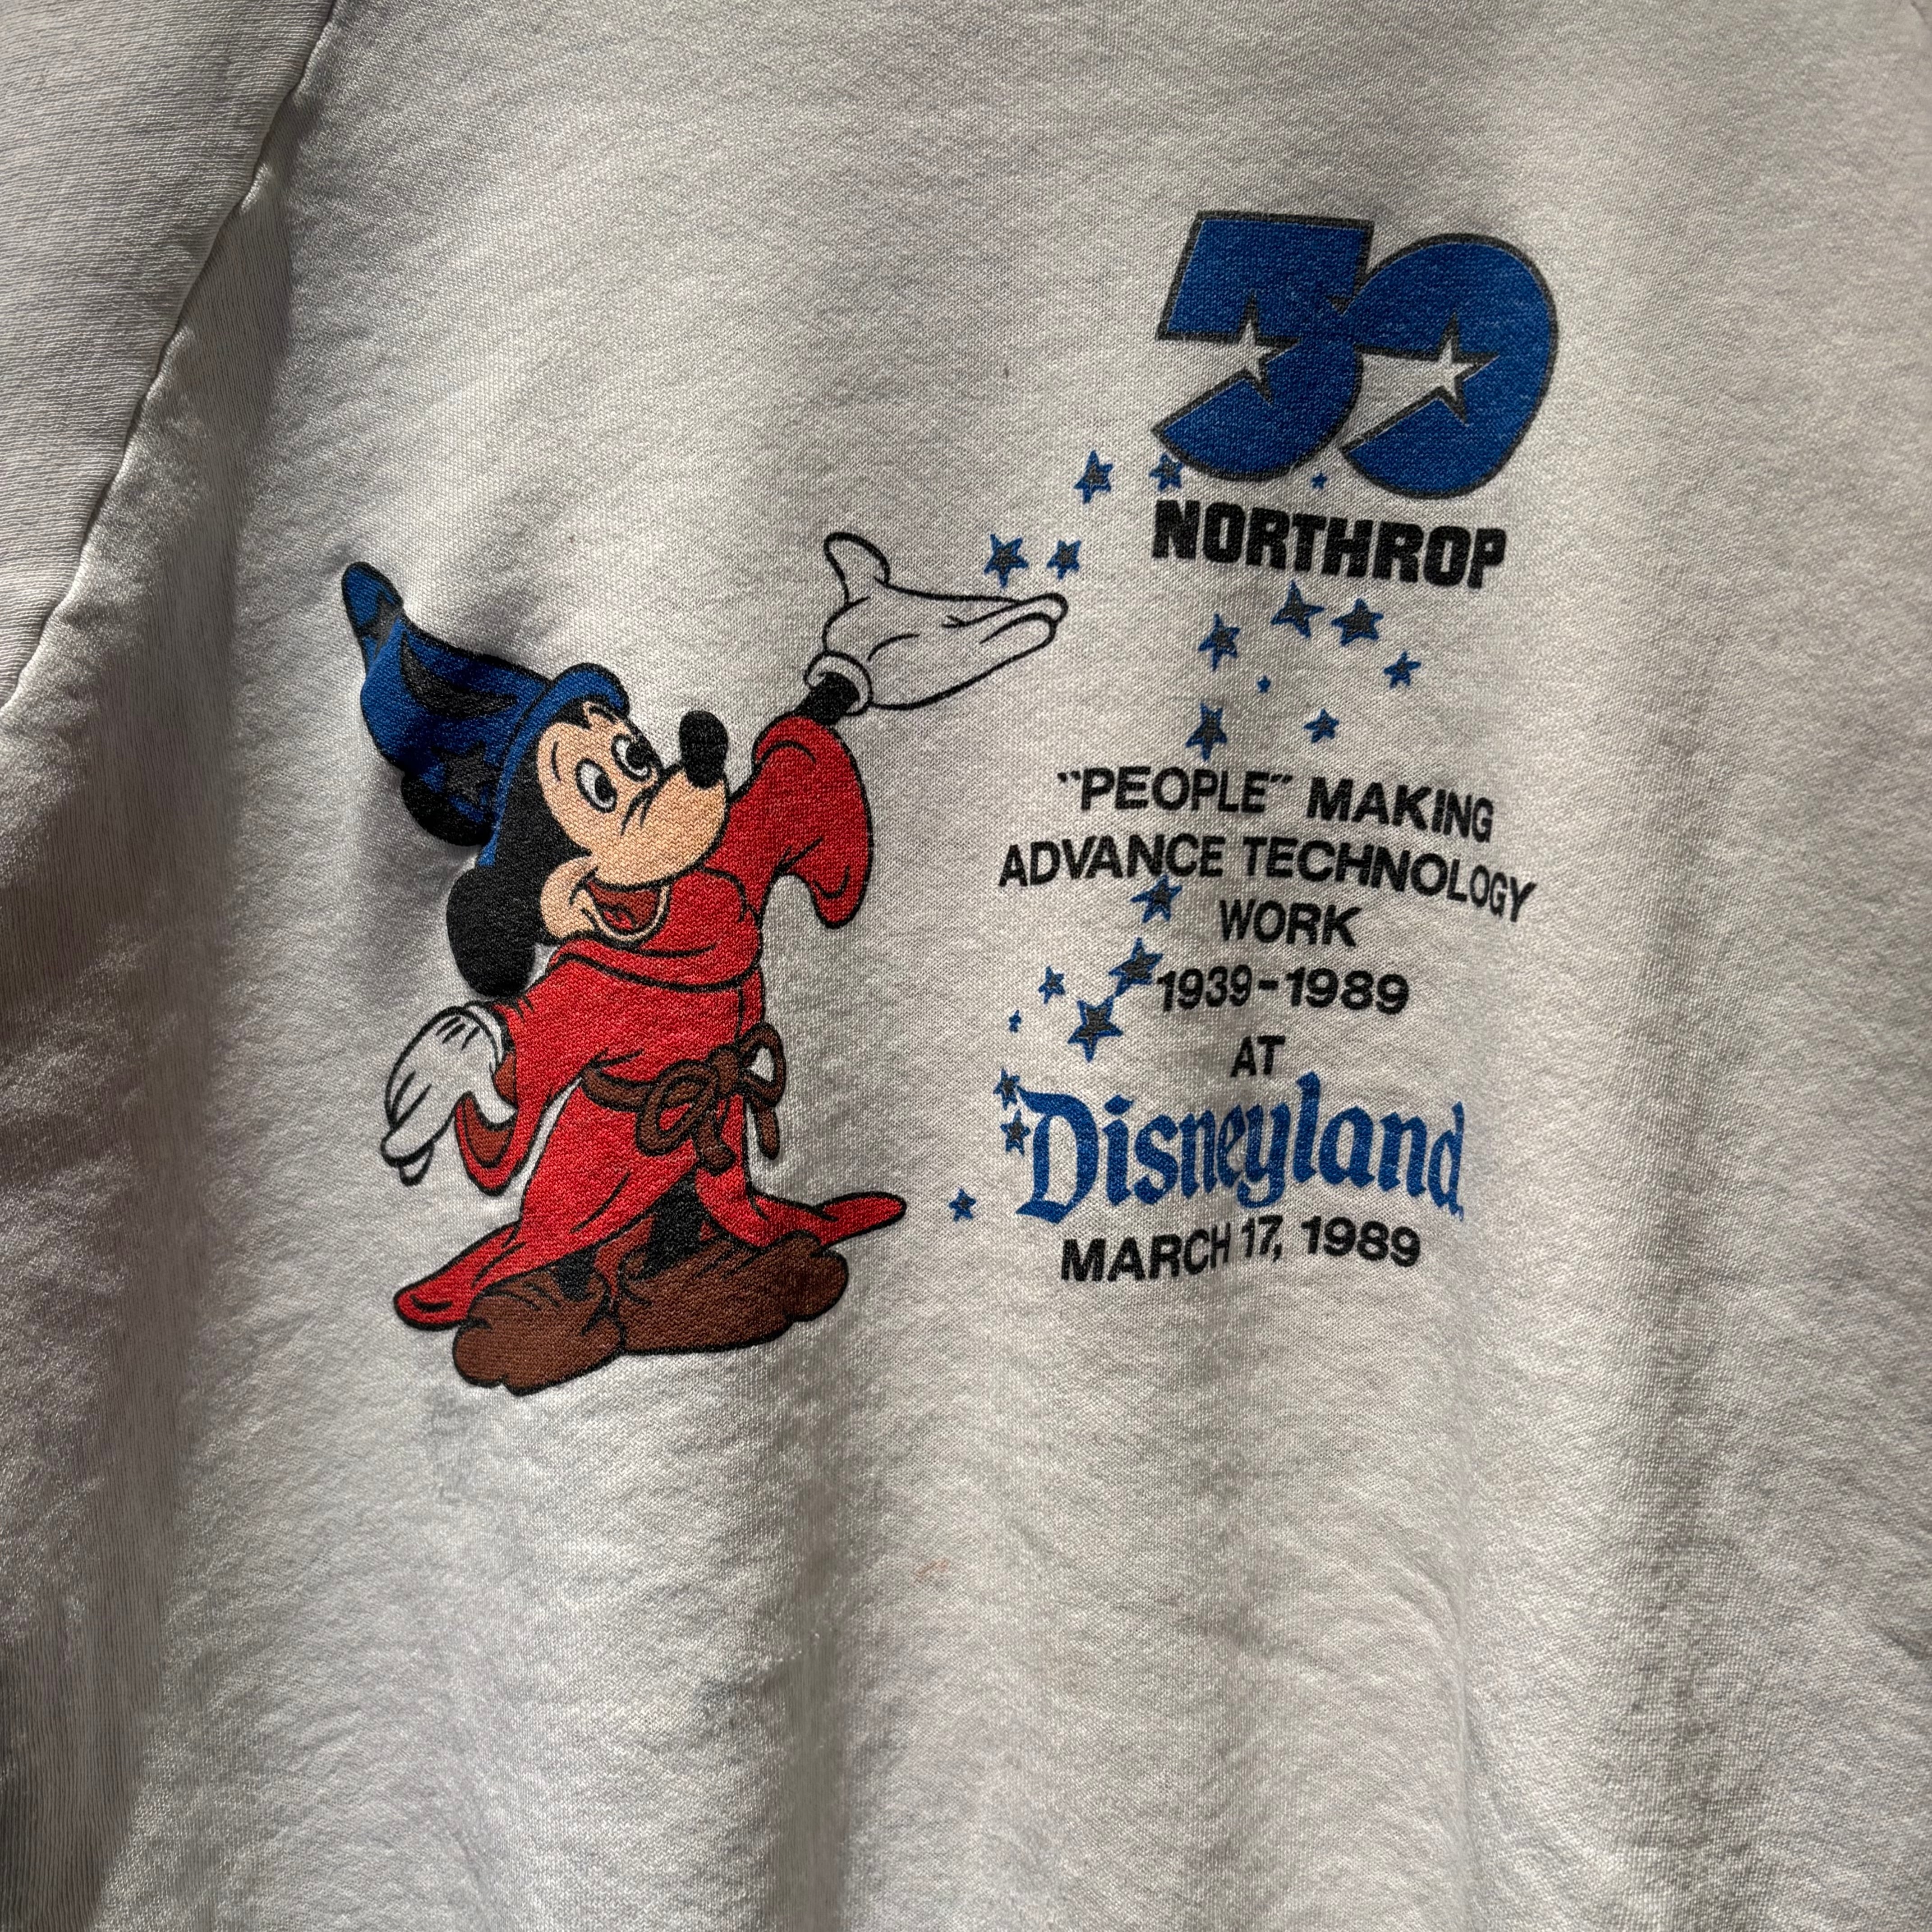 50
NORTHROP
"PEOPLE" MAKING
ADVANCE TECHNOLOGY
WORK
1939-1989
AT
Disneyland
MARCH 17, 1989